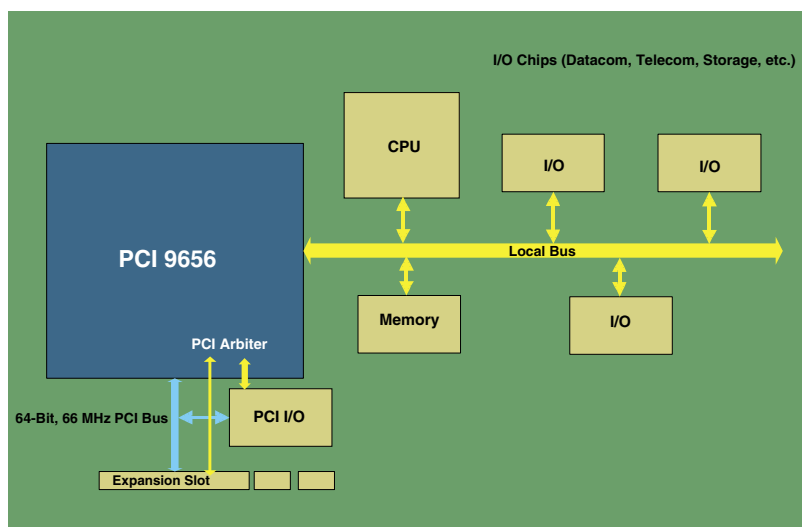 I/O Chips (Datacom, Telecom, Storage, etc.)
CPU
I/O
I/O
PCI 9656
Local Bus
Memory
I/O
PCI Arbiter
64-Bit, 66 MHz PCI Bus
PCI I/O
Expansion Slot